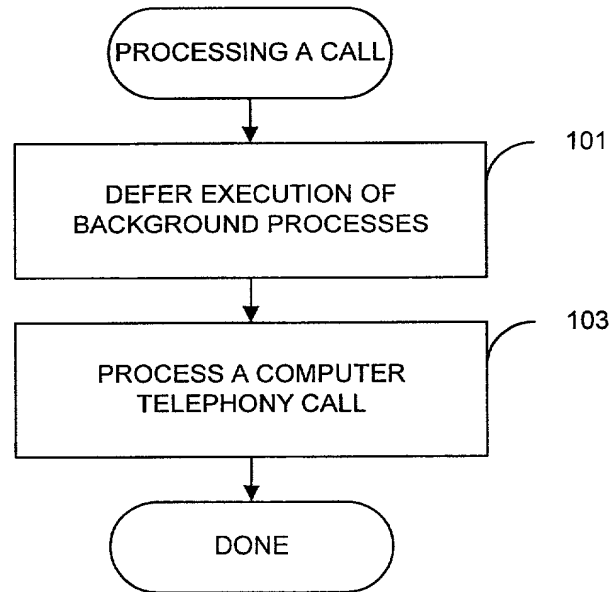 PROCESSING A CALL
101
DEFER EXECUTION OF
BACKGROUND PROCESSES
103
PROCESS A COMPUTER
TELEPHONY CALL
DONE